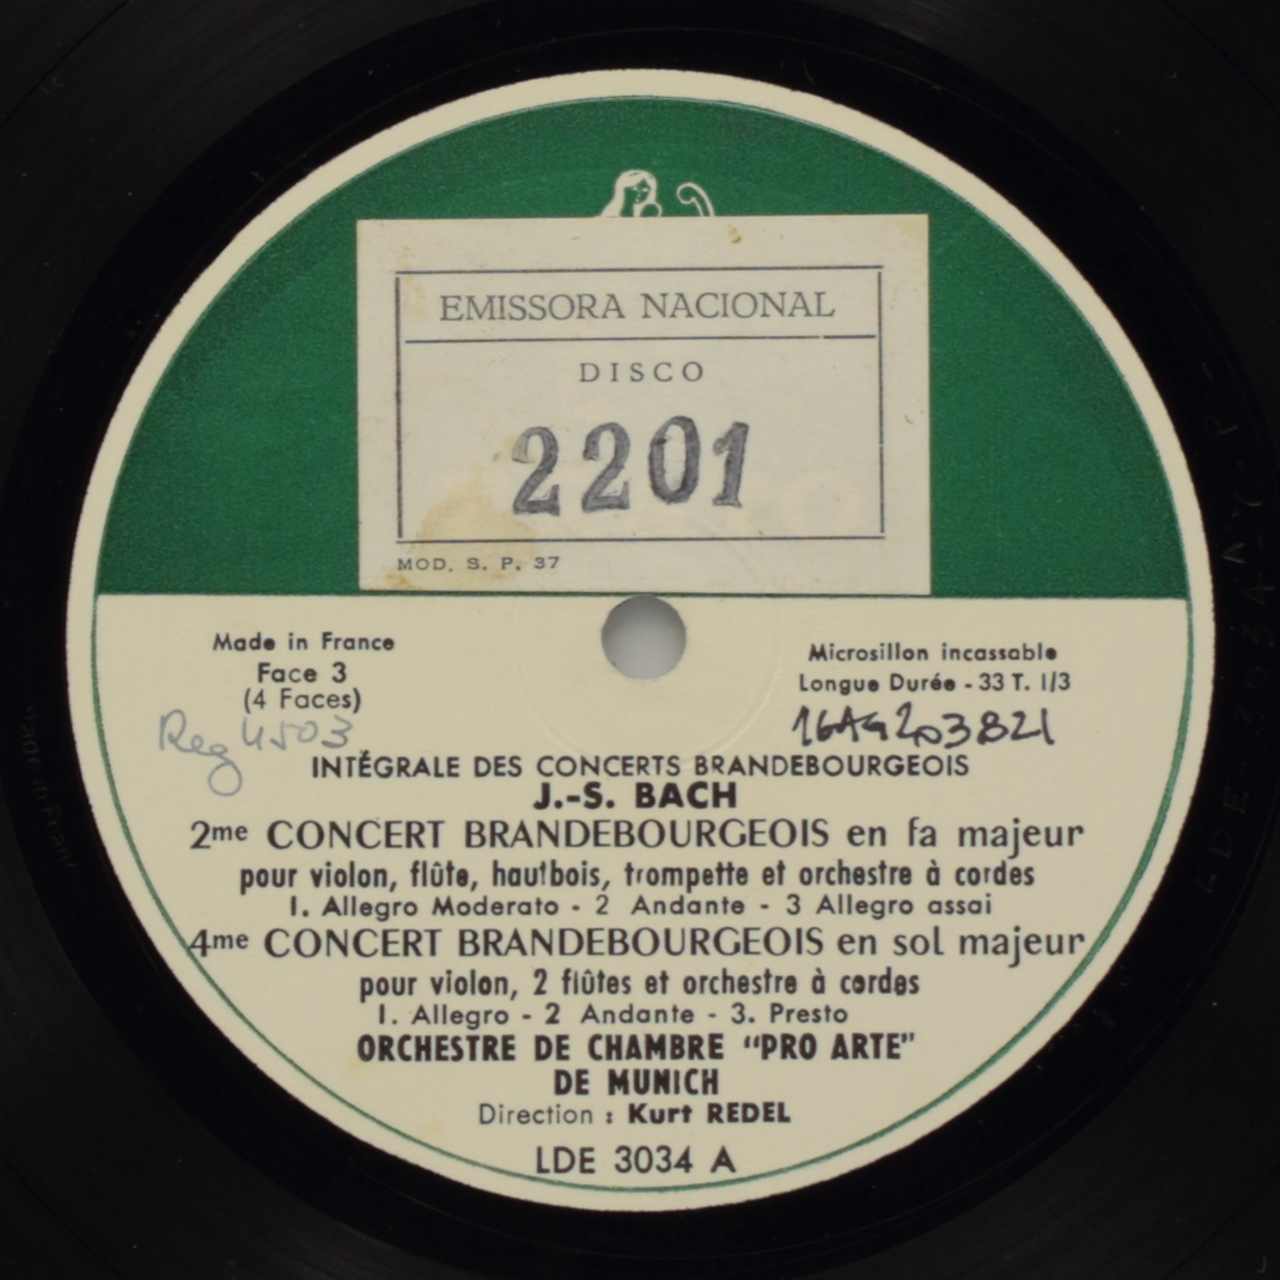 EMISSORA NACIONAL
DISCO
2201
MOD. S. P. 37
Made in France
Face 3
(4 Faces)
Reg 4503
Microsillon incassable
Longue Durée - 33 T. 1/3
INTÉGRALE DES CONCERTS BRANDEBOURGEOIS
J.-S. BACH
2me CONCERT BRANDEBOURGEOIS en fa majeur
pour violon, flûte, hautbois, trompette et orchestre à cordes
1. Allegro Moderato - 2 Andante - 3 Allegro assai
4me CONCERT BRANDEBOURGEOIS en sol majeur
pour violon, 2 flûtes et orchestre à cordes
1. Allegro - 2 Andante - 3. Presto
ORCHESTRE DE CHAMBRE "PRO ARTE"
DE MUNICH
Direction : Kurt REDEL
LDE 3034 A